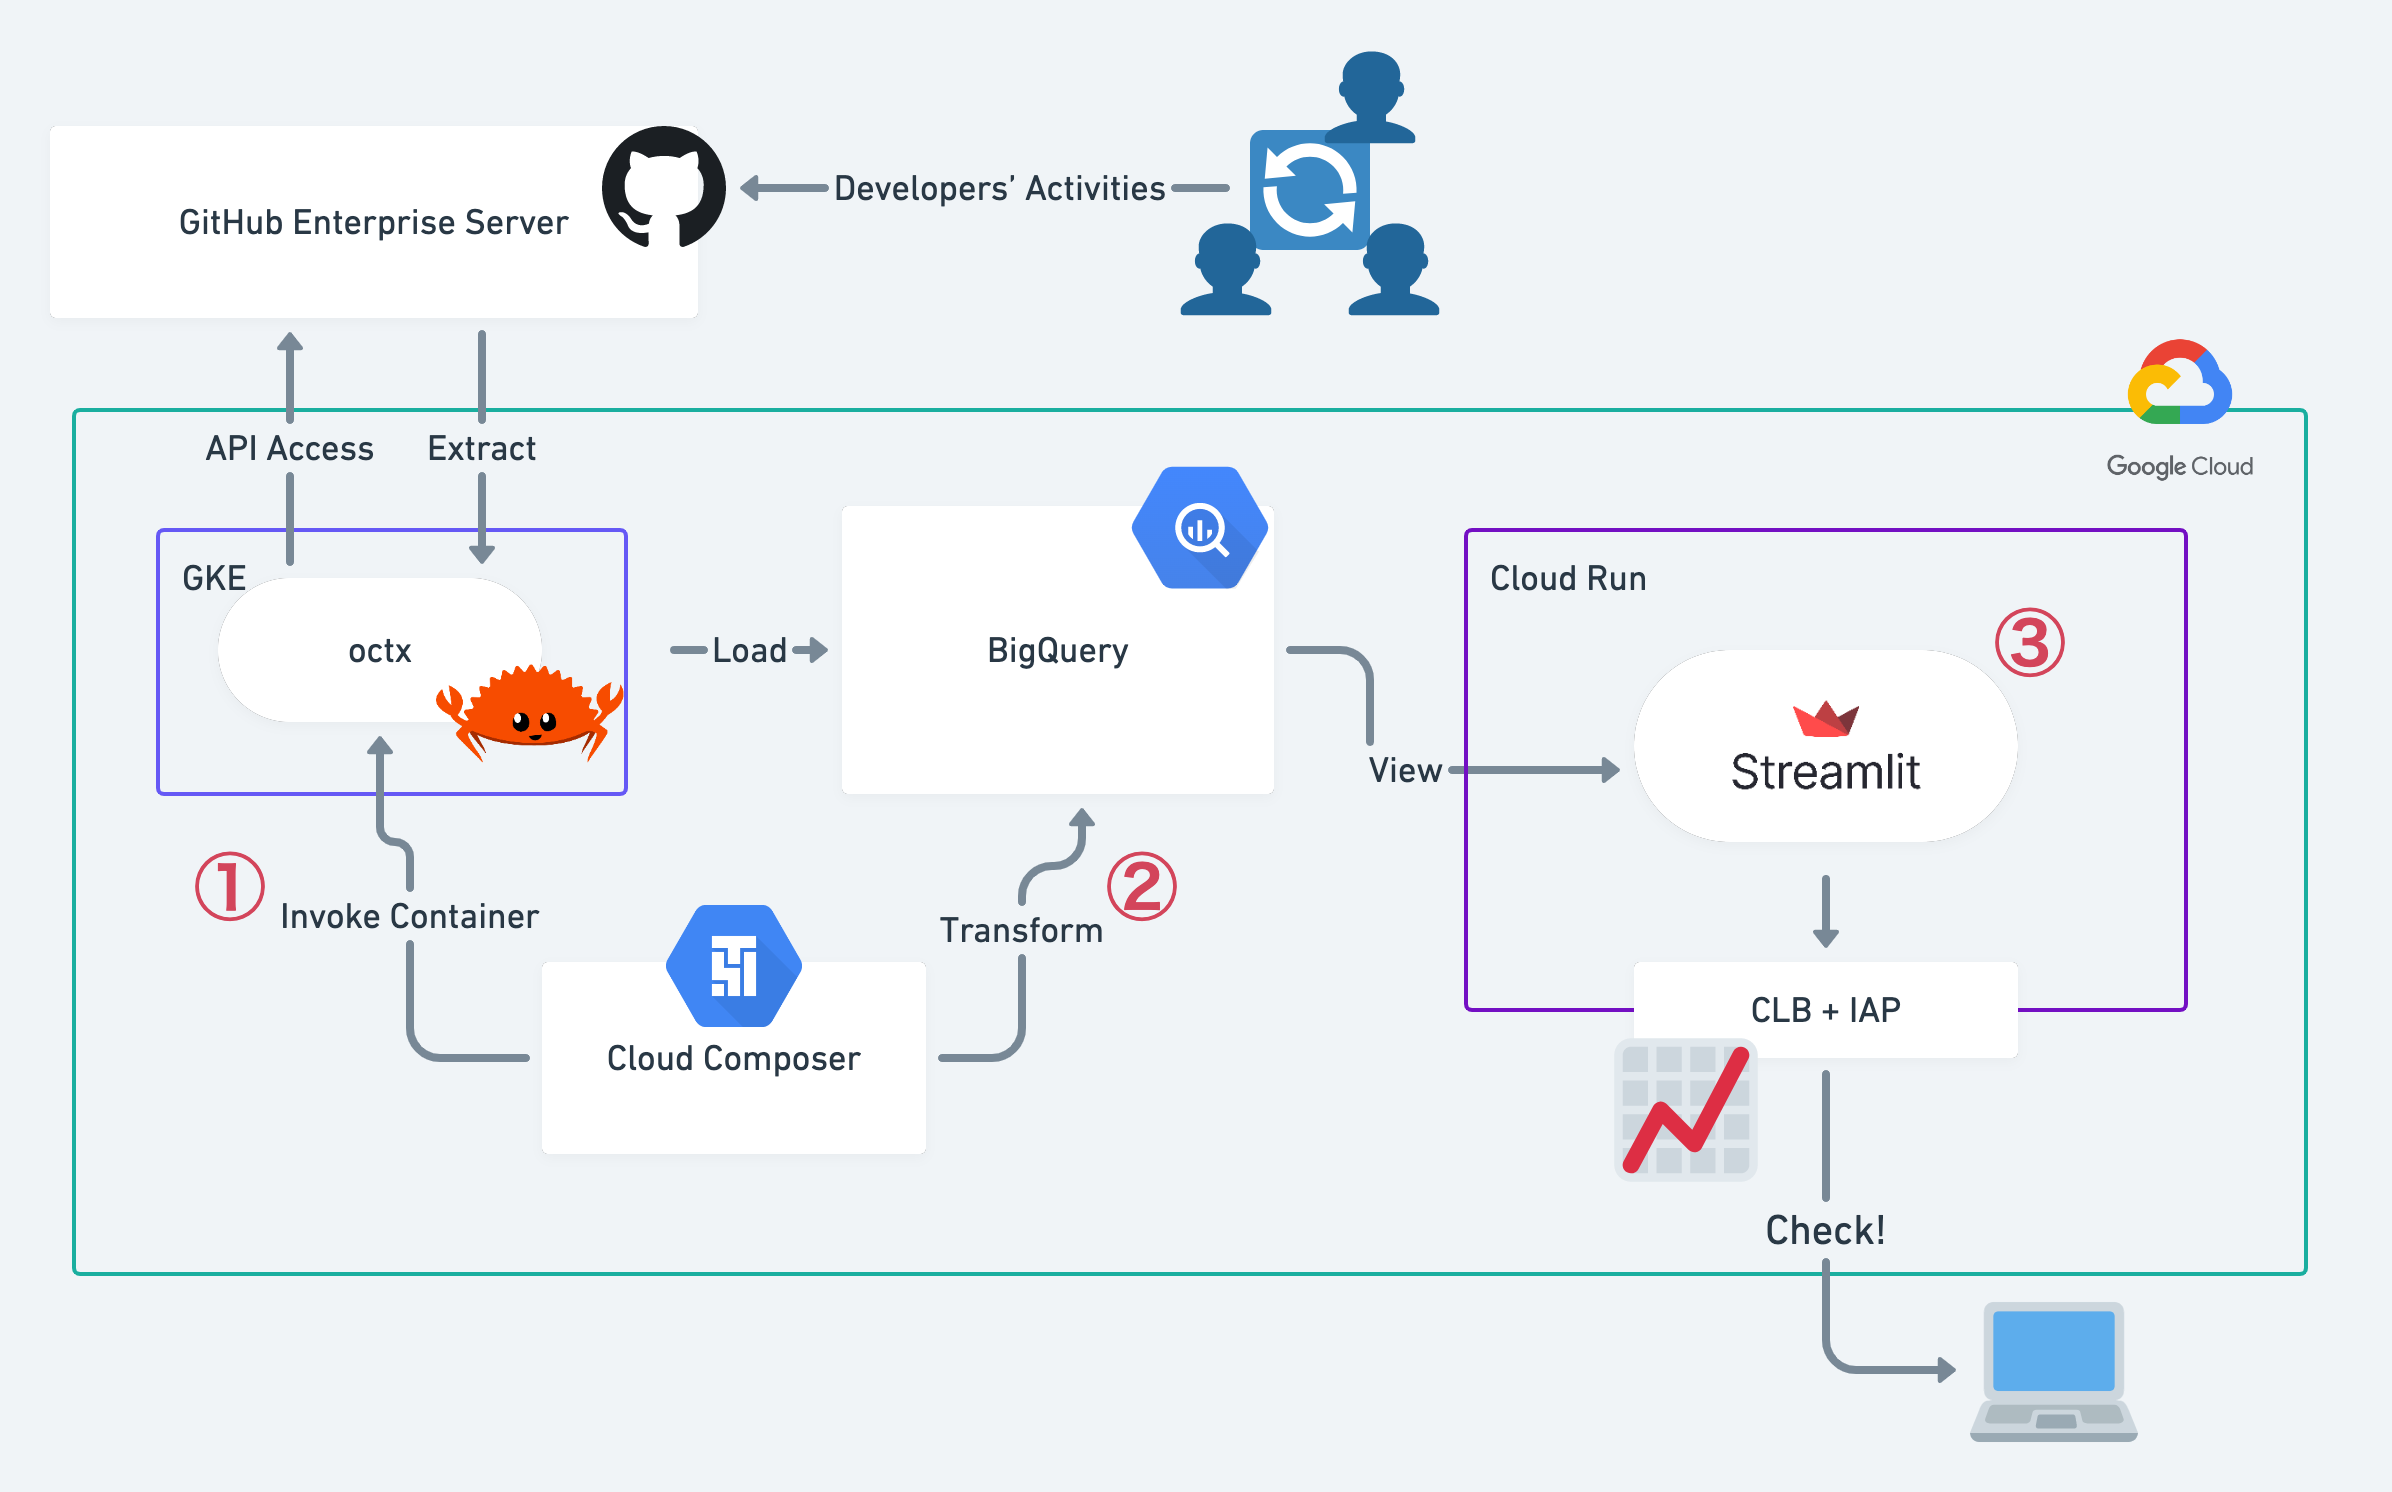 GitHub Enterprise Server
Developers’ Activities
API Access
Extract
Google Cloud
GKE
octx
Load
BigQuery
View
Cloud Run
③
Streamlit
①
Invoke Container
②
Transform
Cloud Composer
CLB + IAP
Check!